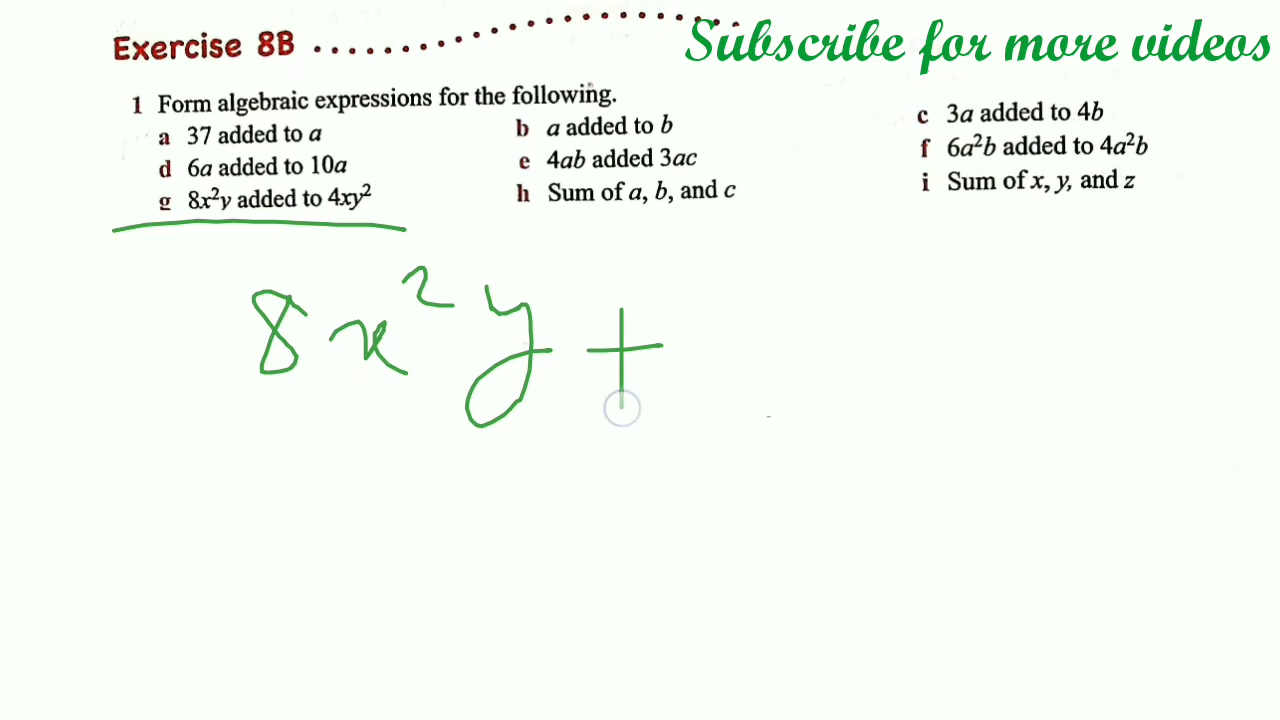 Exercise 8B
Subscribe for more videos
1 Form algebraic expressions for the following.
a 37 added to a
b a added to b
c 3a added to 4b
d 6a added to 10a
e 4ab added 3ac
f 6a²b added to 4a²b
g 8x²y added to 4xy²
h Sum of a, b, and c
i Sum of x, y, and z
8x²y +